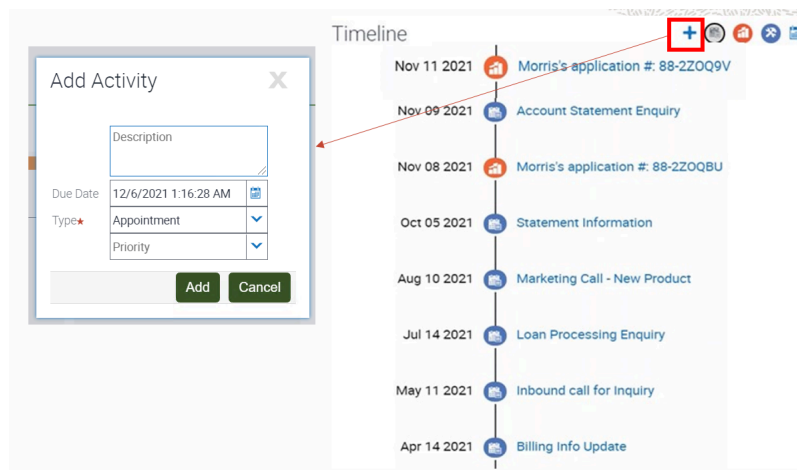 Timeline
Nov 11 2021 Morris's application #: 88-2ZOQ9V
Nov 09 2021 Account Statement Enquiry
Nov 08 2021 Morris's application #: 88-2ZOQBU
Oct 05 2021 Statement Information
Aug 10 2021 Marketing Call - New Product
Jul 14 2021 Loan Processing Enquiry
May 11 2021 Inbound call for Inquiry
Apr 14 2021 Billing Info Update
Add Activity X
Description
Due Date 12/6/2021 1:16:28 AM
Type★ Appointment
Priority
Add Cancel